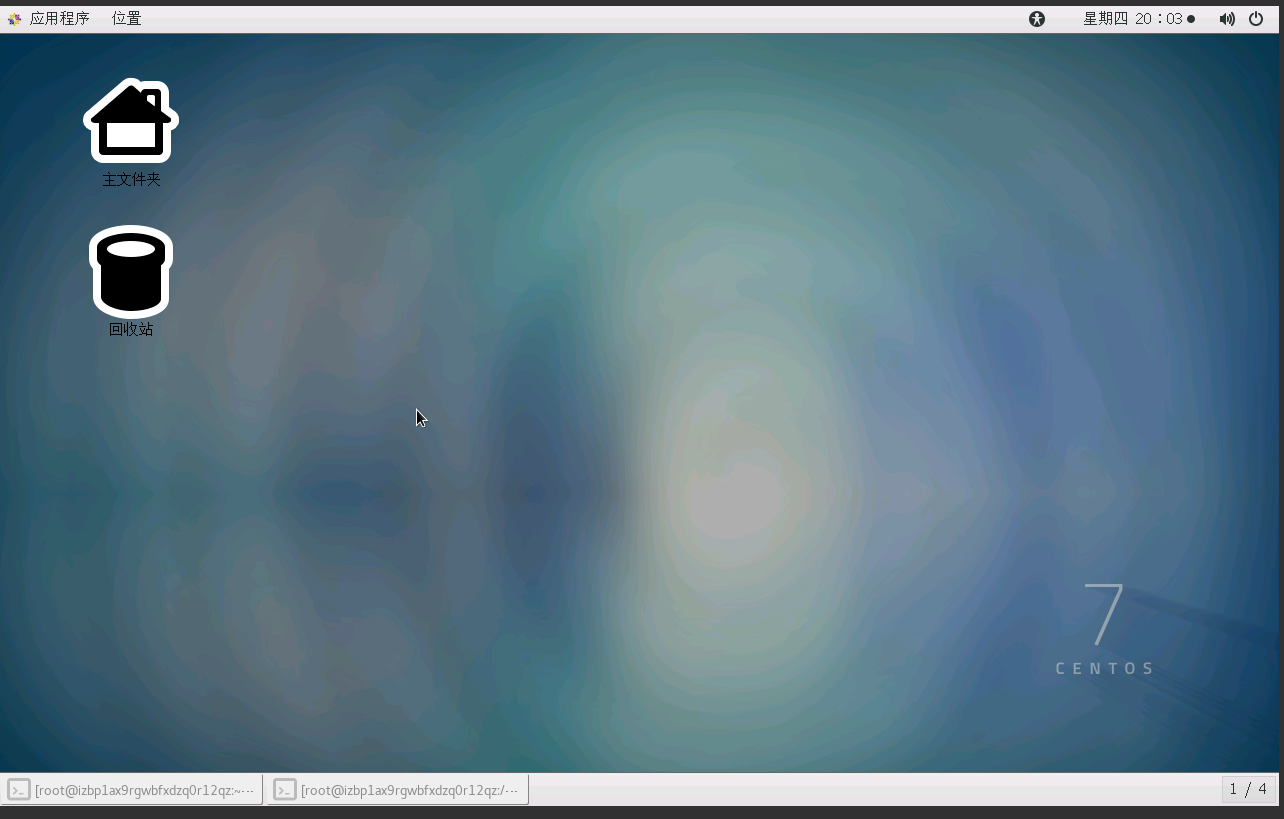 应用程序 位置 星期四 20：03
主文件夹
回收站
7
CENTOS
[root@izbp1ax9rgwbfxdzq0r12qz:~··· [root@izbp1ax9rgwbfxdzq0r12qz:/··· 1 / 4